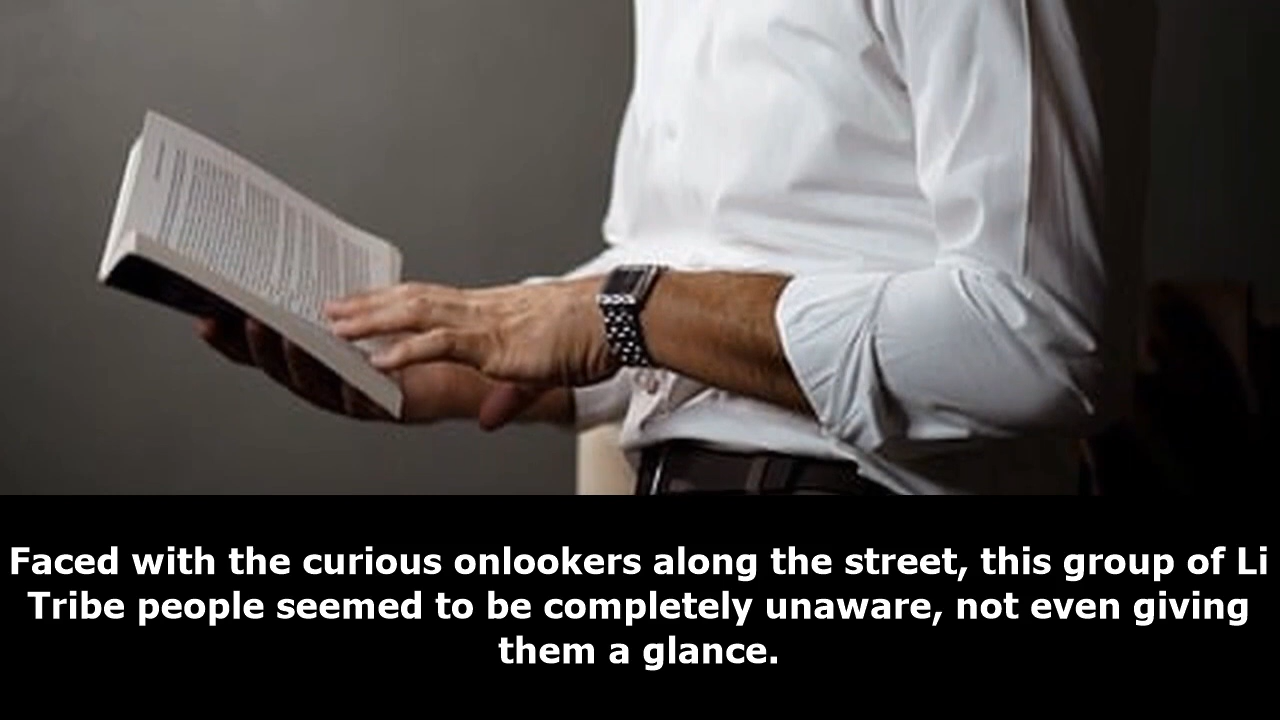 Faced with the curious onlookers along the street, this group of Li
Tribe people seemed to be completely unaware, not even giving
them a glance.